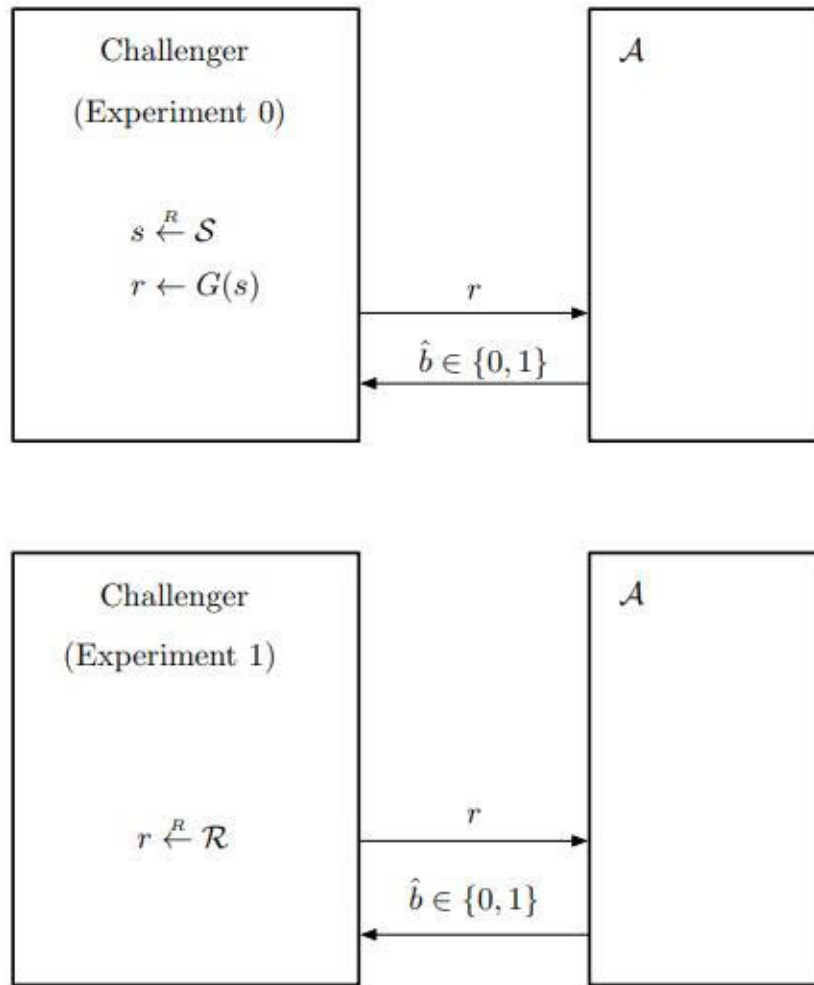 Challenger
(Experiment 0)
𝒜
s ←ᴿ 𝒮
r ← G(s)
r
b̂ ∈ {0, 1}
Challenger
(Experiment 1)
𝒜
r ←ᴿ ℛ
r
b̂ ∈ {0, 1}